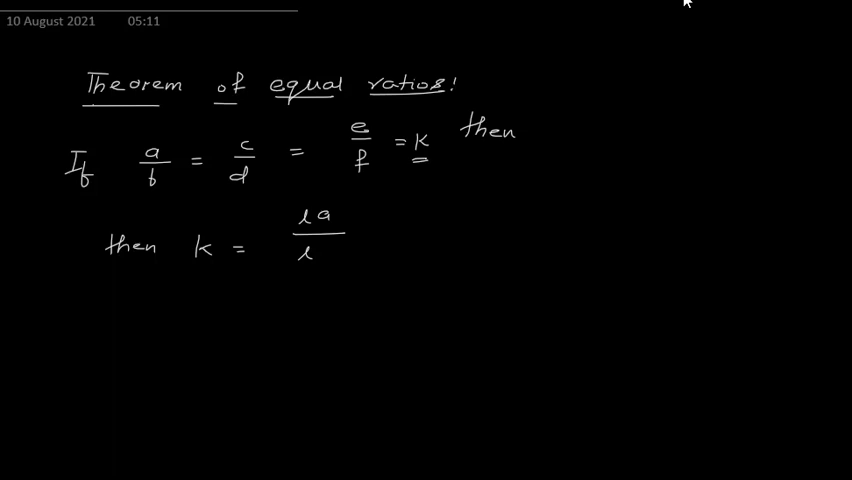 10 August 2021 05:11
Theorem of equal ratios!
If a/b = c/d = e/f = k then
then k = la/l